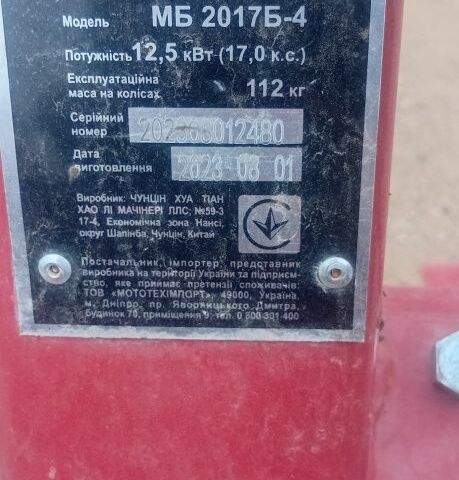 Модель МБ 2017Б-4
Потужність 12,5 кВт (17,0 к.с.)
Експлуатаційна
маса на колісах 112 кг
Серійний
номер 202308012480
Дата
виготовлення 2023 08 01
Виробник: ЧУНЦІН ХУА ТІАН
ХАО ЛІ МАЧІНЕРІ ЛЛС; №59-3
17-4, Економічна зона Нансі,
округ Шапінба, Чунцін, Китай
Постачальник, імпортер, представник
виробника на території України та підприєм-
ство, яке приймає претензії споживачів:
ТОВ «МОТОТЕХІМПОРТ», 49000, Україна,
м. Дніпро, пр. Яворницького Дмитра,
будинок 70, приміщення 9; тел. 0 800 301 400